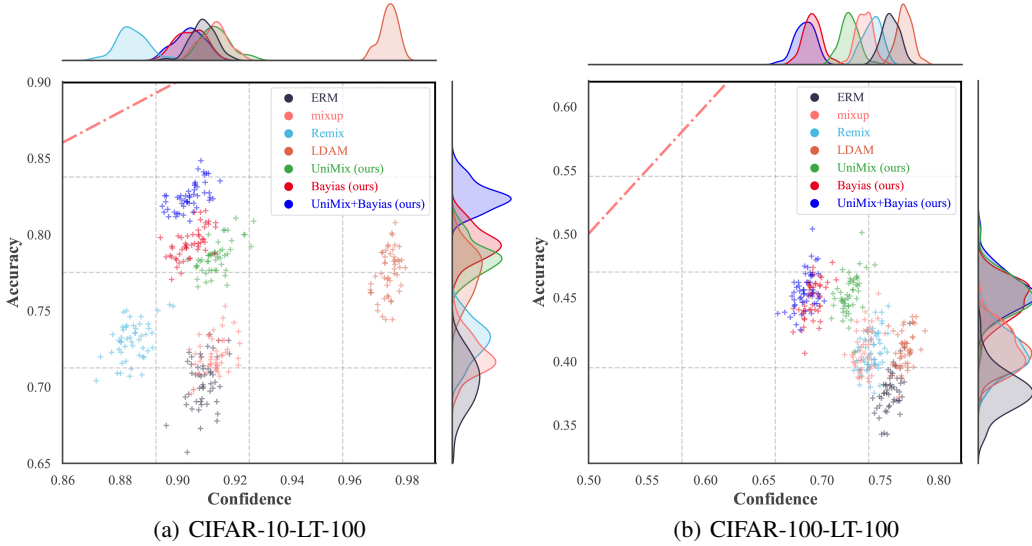 0.90
0.85
0.80
0.75
0.70
0.65
Accuracy
ERM
mixup
Remix
LDAM
UniMix (ours)
Bayias (ours)
UniMix+Bayias (ours)
0.86 0.90 0.92 0.94 0.96 0.98
Confidence
(a) CIFAR-10-LT-100
0.60
0.55
0.50
0.45
0.40
0.35
Accuracy
ERM
mixup
Remix
LDAM
UniMix (ours)
Bayias (ours)
UniMix+Bayias (ours)
0.50 0.60 0.65 0.70 0.75 0.80
Confidence
(b) CIFAR-100-LT-100